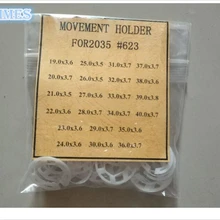 IMES
MOVEMENT HOLDER
FOR2035 #623
19.0x3.6 25.0x3.5 31.0x3.7 37.0x3.7
20.0x3.7 26.0x3.5 32.0x3.7 38.0x3.6
21.0x3.5 27.0x3.6 33.0x3.7 39.0x3.8
22.0x3.6 28.0x3.7 34.0x3.7 40.0x3.7
23.0x3.6 29.0x3.7 35.0x3.6
24.0x3.6 30.0x3.6 36.0x3.7